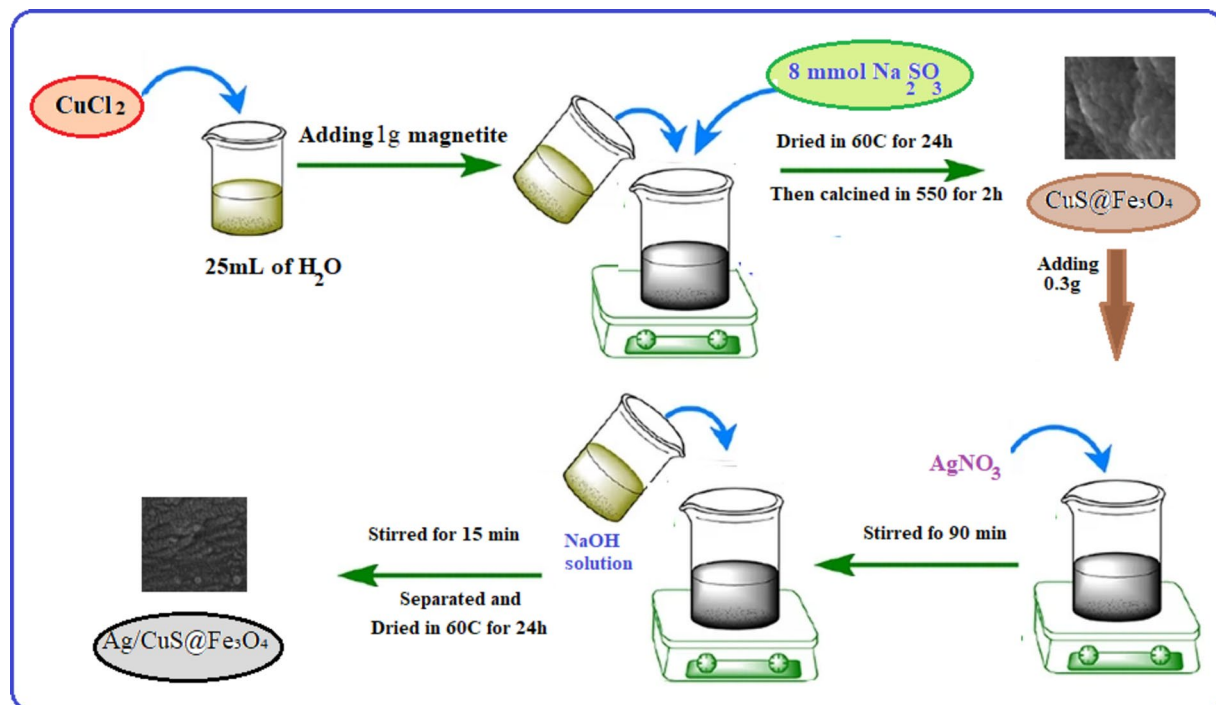 CuCl₂
25mL of H₂O
Adding 1g magnetite
8 mmol Na₂SO₃
Dried in 60C for 24h
Then calcined in 550 for 2h
CuS@Fe₃O₄
Adding
0.3g
AgNO₃
Stirred fo 90 min
NaOH
solution
Stirred for 15 min
Separated and
Dried in 60C for 24h
Ag/CuS@Fe₃O₄